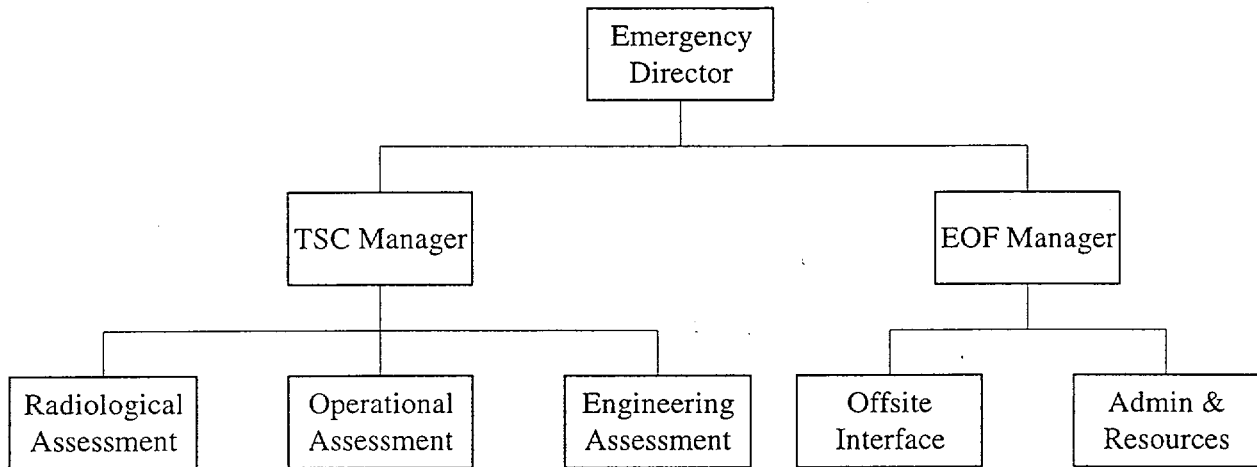 Emergency
Director
TSC Manager
EOF Manager
Radiological
Assessment
Operational
Assessment
Engineering
Assessment
Offsite
Interface
Admin &
Resources